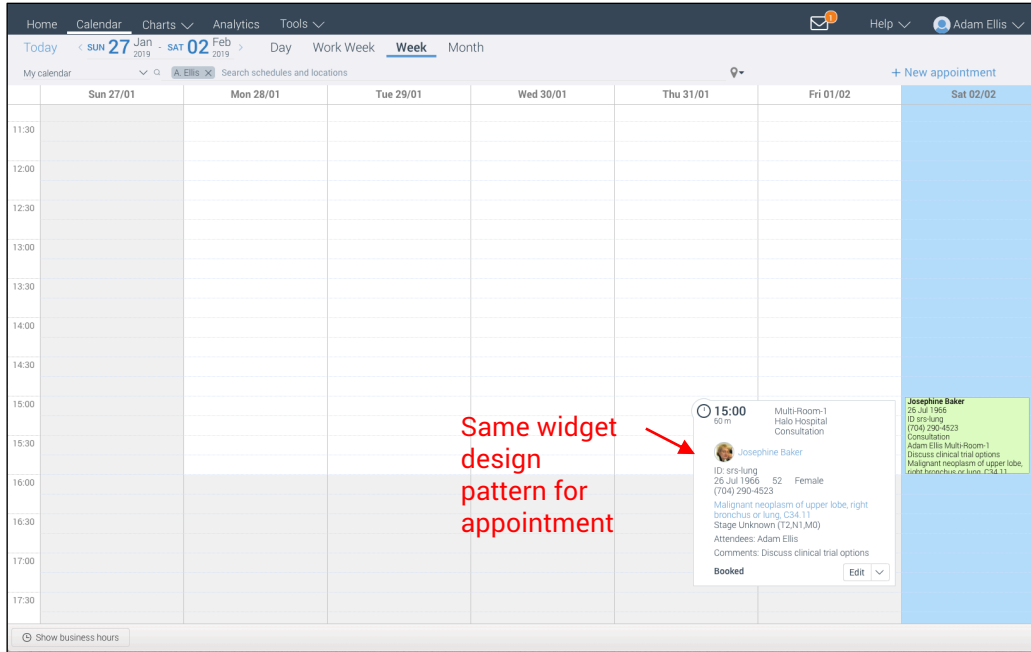 Home Calendar Charts Analytics Tools 1 Help Adam Ellis
Today < SUN 27 Jan 2019 - SAT 02 Feb 2019 > Day Work Week Week Month
My calendar A. Ellis × Search schedules and locations + New appointment
Sun 27/01 Mon 28/01 Tue 29/01 Wed 30/01 Thu 31/01 Fri 01/02 Sat 02/02
11:30
12:00
12:30
13:00
13:30
14:00
14:30
15:00
15:30
16:00
16:30
17:00
17:30
Same widget
design
pattern for
appointment
15:00 Multi-Room-1
60 m Halo Hospital
Consultation
Josephine Baker
ID: srs-lung
26 Jul 1966 52 Female
(704) 290-4523
Malignant neoplasm of upper lobe, right
bronchus or lung, C34.11
Stage Unknown (T2,N1,M0)
Attendees: Adam Ellis
Comments: Discuss clinical trial options
Booked Edit
Josephine Baker
26 Jul 1966
ID srs-lung
(704) 290-4523
Consultation
Adam Ellis Multi-Room-1
Discuss clinical trial options
Malignant neoplasm of upper lobe,
right bronchus or lung, C34.11
Show business hours